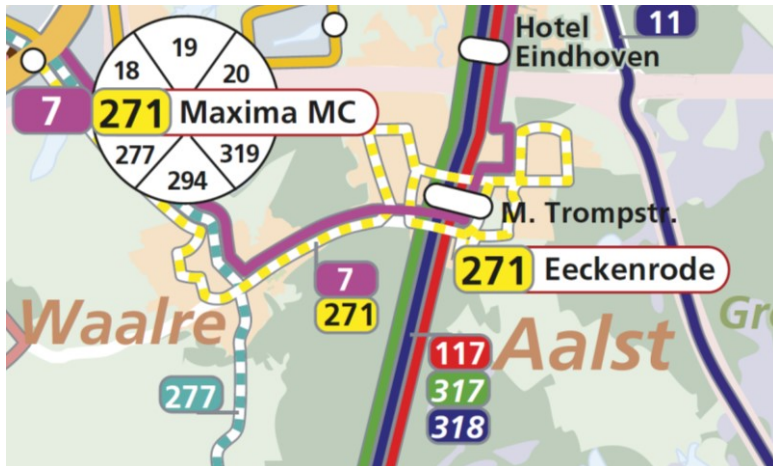 Hotel
Eindhoven
11
19
18
20
7
271
Maxima MC
277
319
294
M. Trompstr.
271
Eeckenrode
7
271
Waalre
Aalst
Gr
117
317
318
277